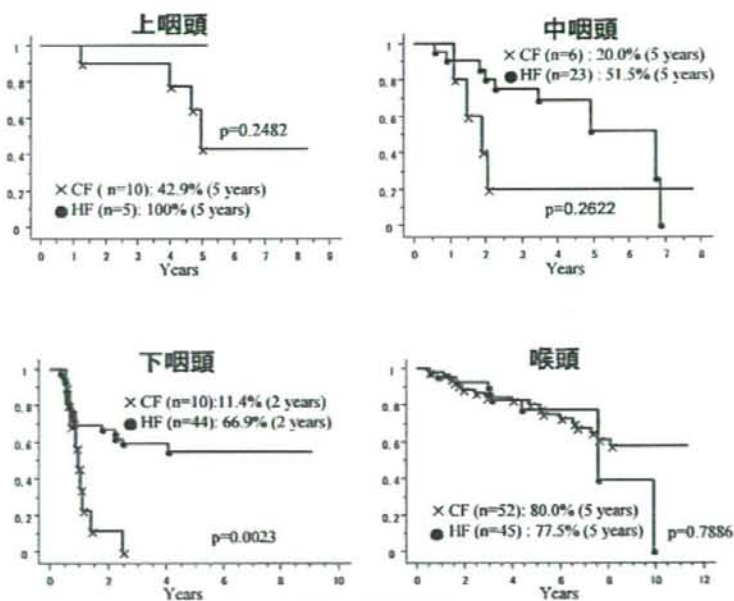 上咽頭
1
0.8
0.6
0.4
0.2
0
p=0.2482
× CF ( n=10): 42.9% (5 years)
● HF (n=5): 100% (5 years)
0 1 2 3 4 5 6 7 8 9
Years
中咽頭
× CF (n=6) : 20.0% (5 years)
● HF (n=23) : 51.5% (5 years)
1
0.8
0.6
0.4
0.2
0
p=0.2622
0 1 2 3 4 5 6 7 8
Years
下咽頭
× CF (n=10):11.4% (2 years)
● HF (n=44): 66.9% (2 years)
1
0.8
0.6
0.4
0.2
0
p=0.0023
0 2 4 6 8 10
Years
喉頭
1
0.8
0.6
0.4
0.2
0
× CF (n=52): 80.0% (5 years)
● HF (n=45) : 77.5% (5 years)
p=0.7886
0 2 4 6 8 10 12
Years